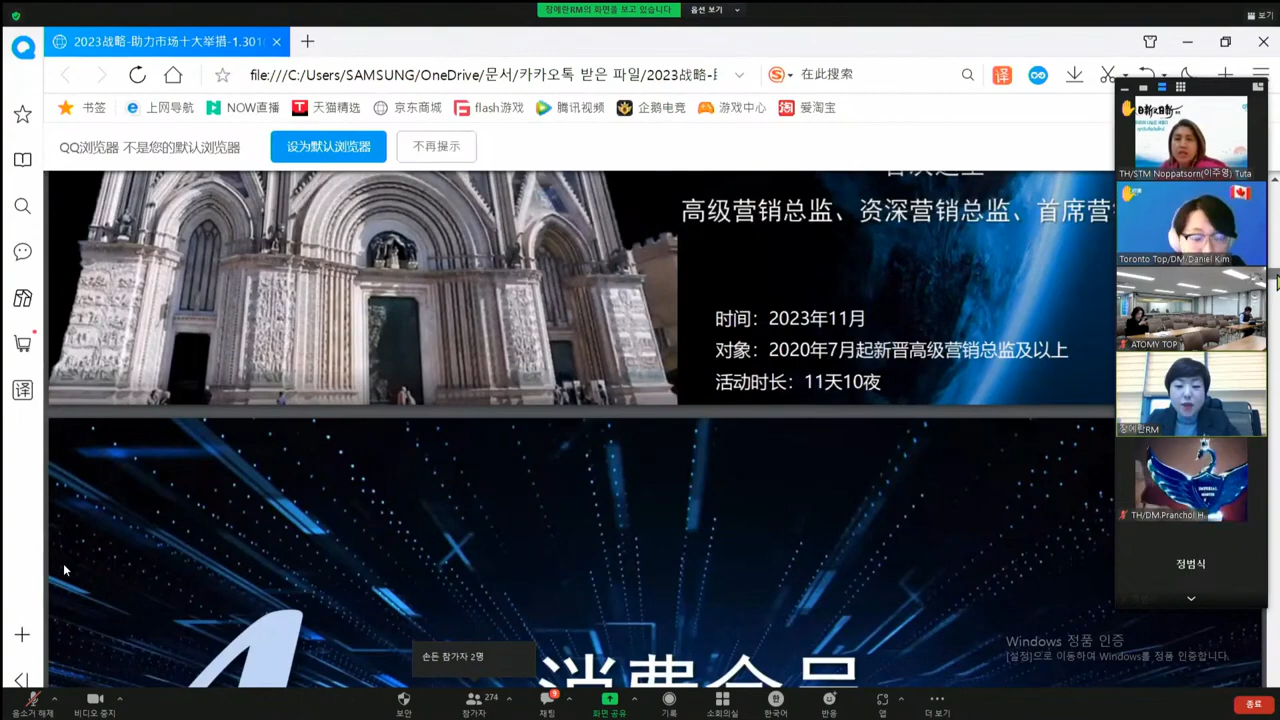 장애란RM의 화면을 보고 있습니다
옵션 보기
보기
2023战略-助力市场十大举措-1.301
file:///C:/Users/SAMSUNG/OneDrive/문서/카카오톡 받은 파일/2023战略-
在此搜索
译
书签
上网导航
NOW直播
天猫精选
京东商城
flash游戏
腾讯视频
企鹅电竞
游戏中心
淘
爱淘宝
QQ浏览器 不是您的默认浏览器
设为默认浏览器
不再提示
译
高级营销总监、资深营销总监、首席营
时间：2023年11月
对象：2020年7月起新晋高级营销总监及以上
活动时长：11天10夜
消费会员
TH/STM Noppatsorn(이주영) Tuta
Toronto Top/DM/Daniel Kim
ATOMY TOP
장애란RM
TH/DM.Pranchol H
정범식
손든 참가자 2명
Windows 정품 인증
[설정]으로 이동하여 Windows를 정품 인증합니다.
음소거 해제
비디오 중지
보안
274
참가자
9
채팅
화면 공유
기록
소회의실
한국어
반응
앱
더 보기
종료